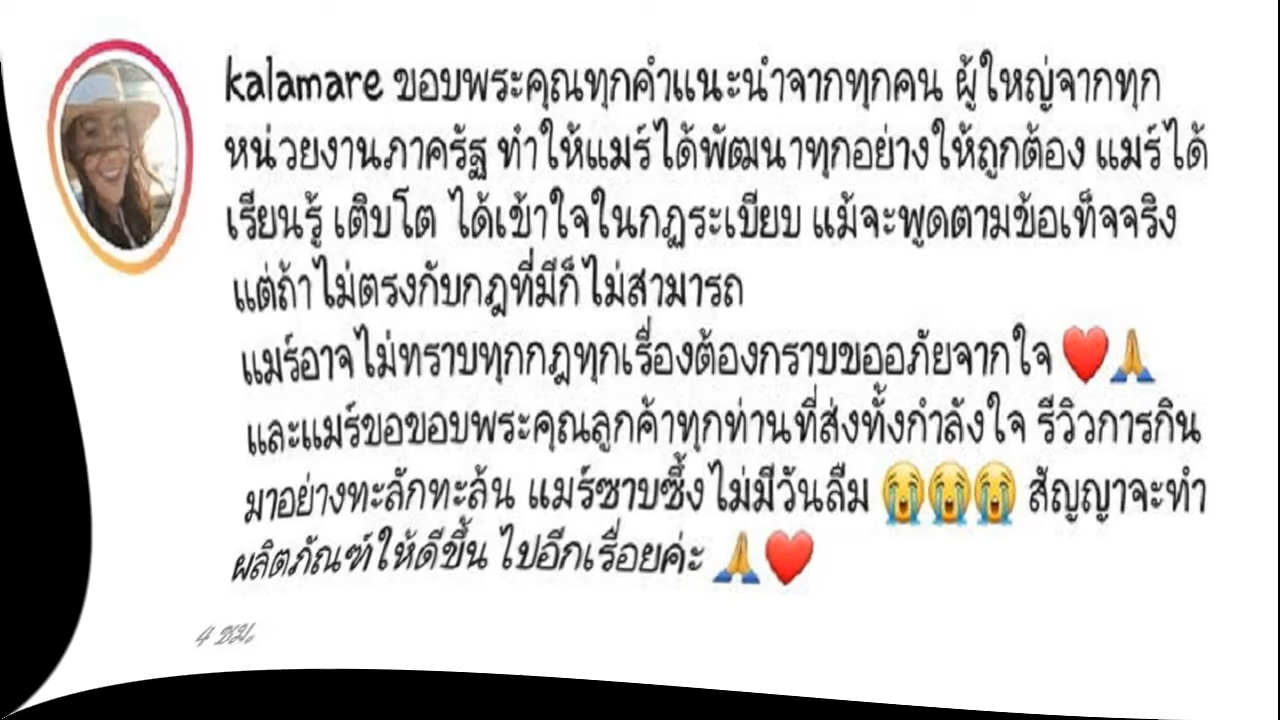 kalamare ขอบพระคุณทุกคำแนะนำจากทุกคน ผู้ใหญ่จากทุก
หน่วยงานภาครัฐ ทำให้แมร์ได้พัฒนาทุกอย่างให้ถูกต้อง แมร์ได้
เรียนรู้ เติบโต ได้เข้าใจในกฏระเบียบ แม้จะพูดตามข้อเท็จจริง
แต่ถ้าไม่ตรงกับกฎที่มีก็ไม่สามารถ
แมร์อาจไม่ทราบทุกกฎทุกเรื่องต้องกราบขออภัยจากใจ ❤️🙏
และแมร์ขอขอบพระคุณลูกค้าทุกท่านที่ส่งทั้งกำลังใจ รีวิวการกิน
มาอย่างทะลักทะล้น แมร์ซาบซึ้งไม่มีวันลืม 😭😭😭 สัญญาจะทำ
ผลิตภัณฑ์ให้ดีขึ้น ไปอีกเรื่อยค่ะ 🙏❤️
4 ชม.